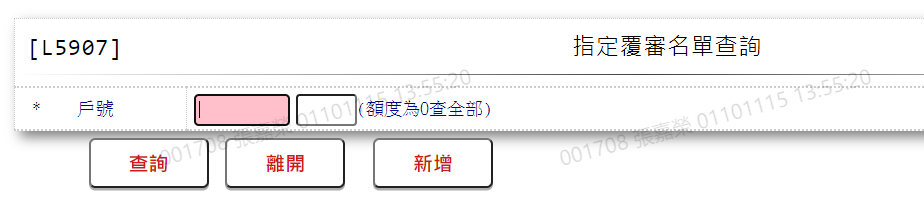 [L5907] 指定覆審名單查詢
* 戶號 (額度為0查全部)
001708 張嘉榮 01101115 13:55:20
001708 張嘉榮 01101115 13:55:20
查詢 離開 新增